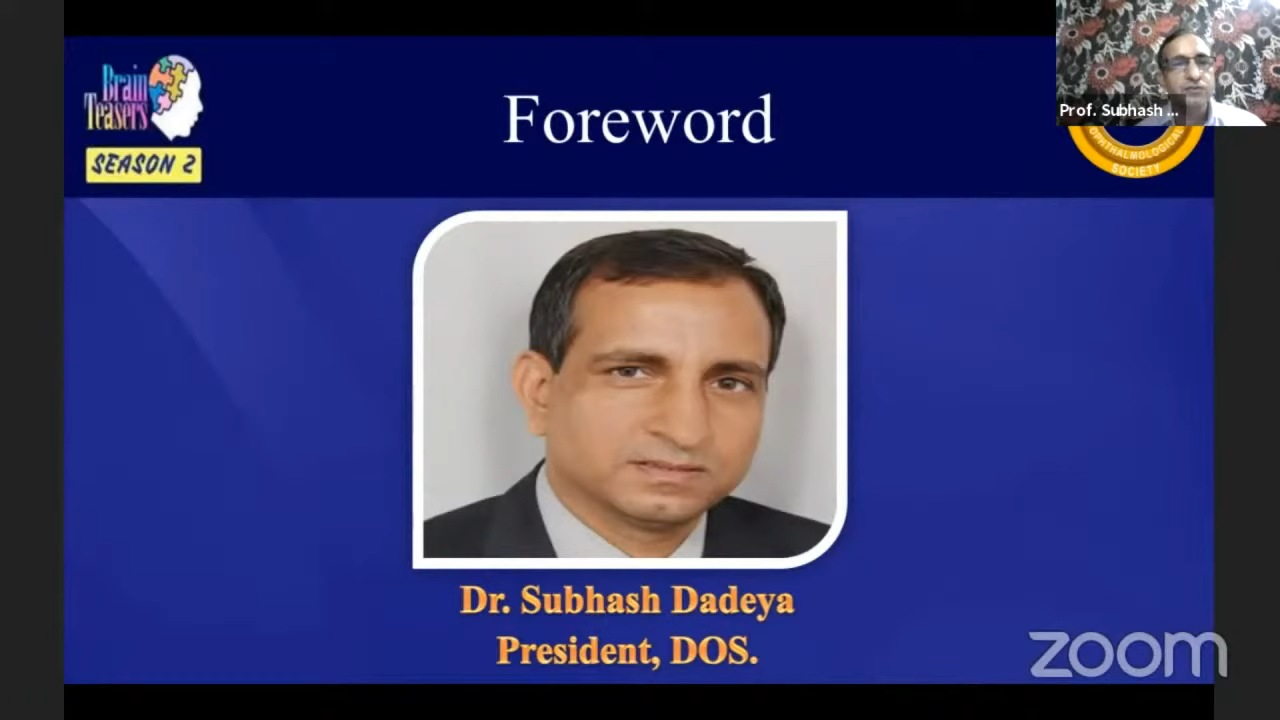 Brain
Teasers
SEASON 2
Foreword
Prof. Subhash ...
OPHTHALMOLOGICAL
SOCIETY
Dr. Subhash Dadeya
President, DOS.
zoom